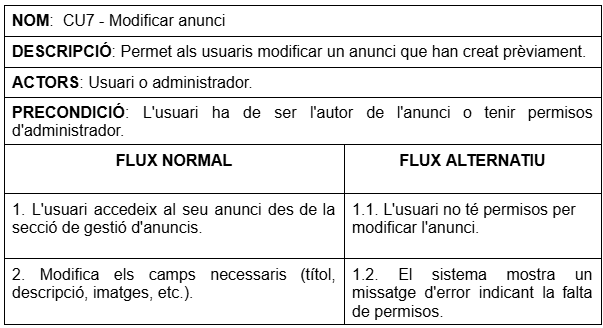 NOM: CU7 - Modificar anunci
DESCRIPCIÓ: Permet als usuaris modificar un anunci que han creat prèviament.
ACTORS: Usuari o administrador.
PRECONDICIÓ: L'usuari ha de ser l'autor de l'anunci o tenir permisos
d'administrador.
FLUX NORMAL
FLUX ALTERNATIU
1. L'usuari accedeix al seu anunci des de la
secció de gestió d'anuncis.
1.1. L'usuari no té permisos per
modificar l'anunci.
2. Modifica els camps necessaris (títol,
descripció, imatges, etc.).
1.2. El sistema mostra un
missatge d'error indicant la falta
de permisos.